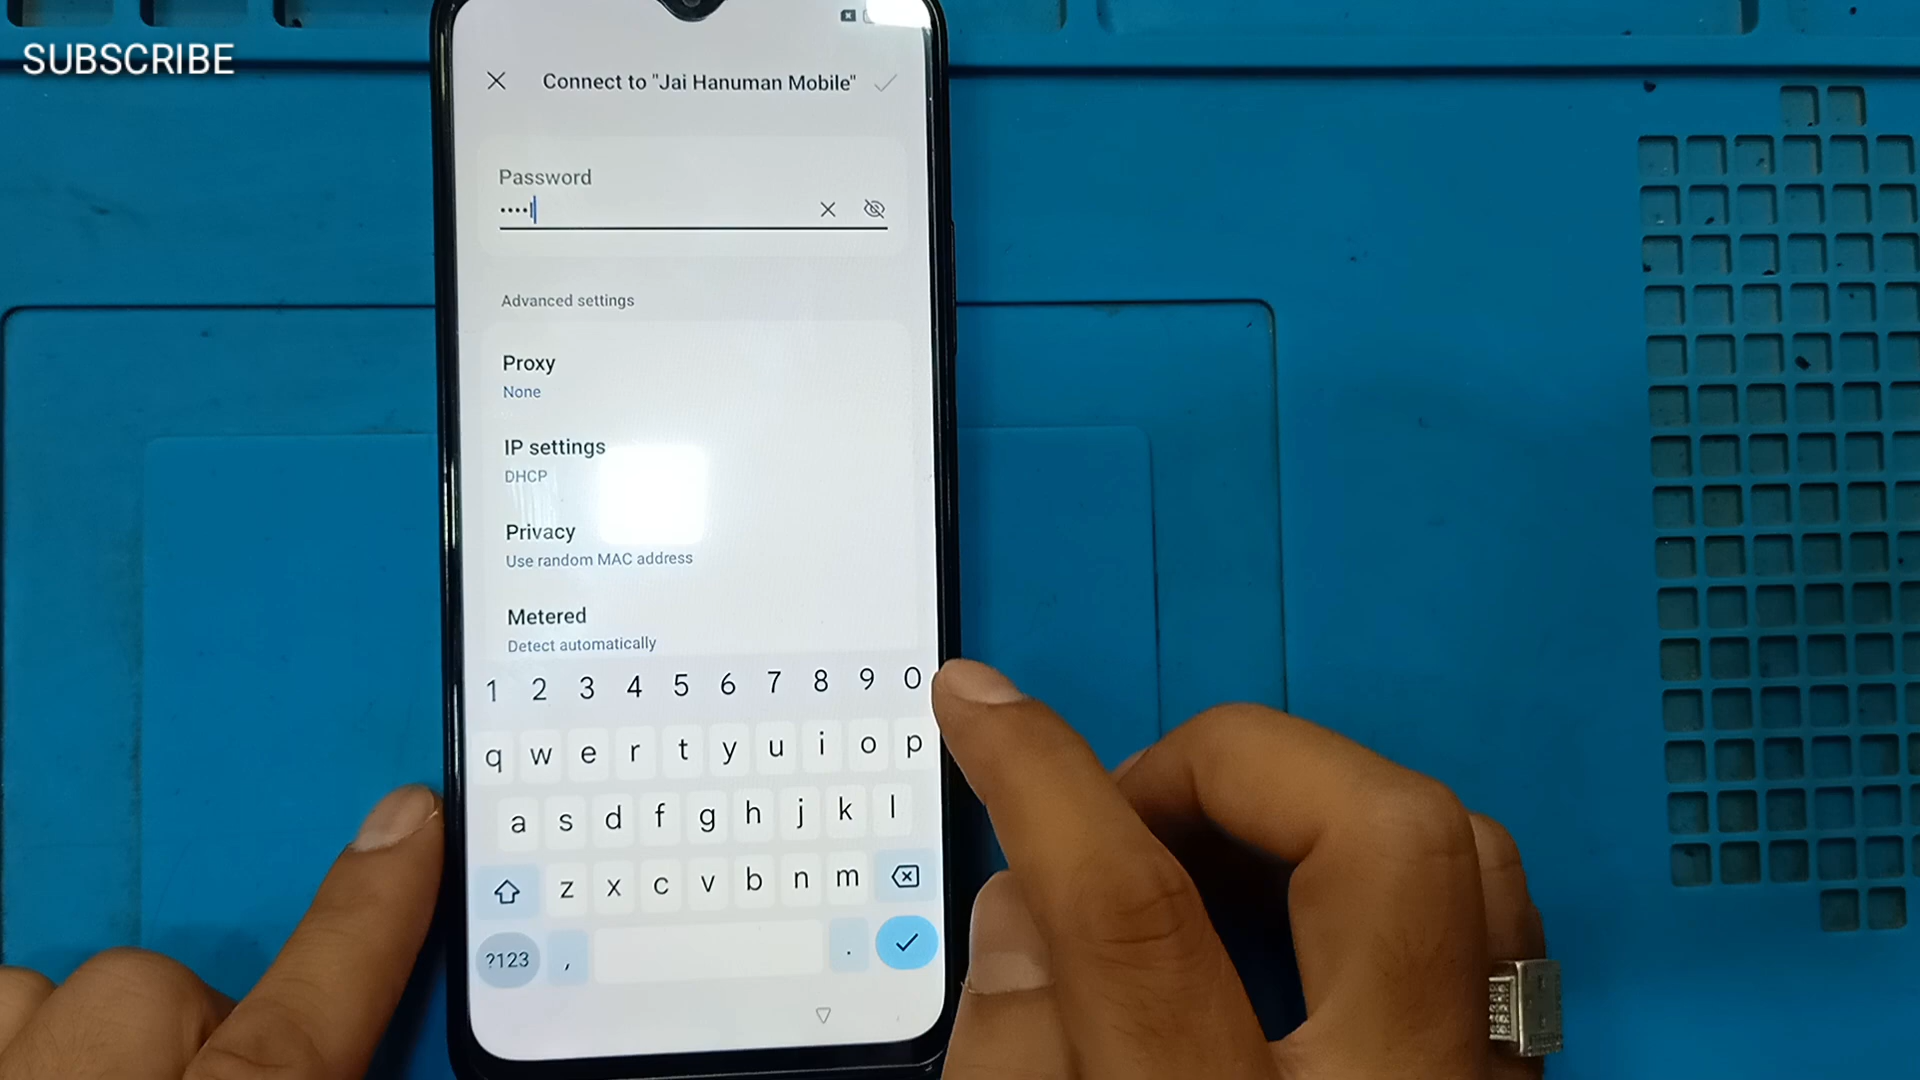 SUBSCRIBE
Connect to "Jai Hanuman Mobile"
Password
••••l
Advanced settings
Proxy
None
IP settings
DHCP
Privacy
Use random MAC address
Metered
Detect automatically
1 2 3 4 5 6 7 8 9 0
q w e r t y u i o p
a s d f g h j k l
z x c v b n m
?123 , .